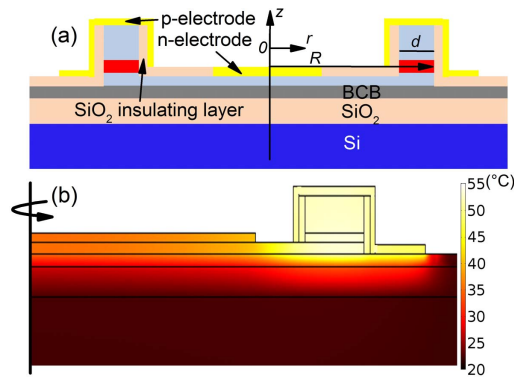 (a)
p-electrode
n-electrode
z
0
r
d
R
SiO2 insulating layer
BCB
SiO2
Si
(b)
55(°C)
50
45
40
35
30
25
20